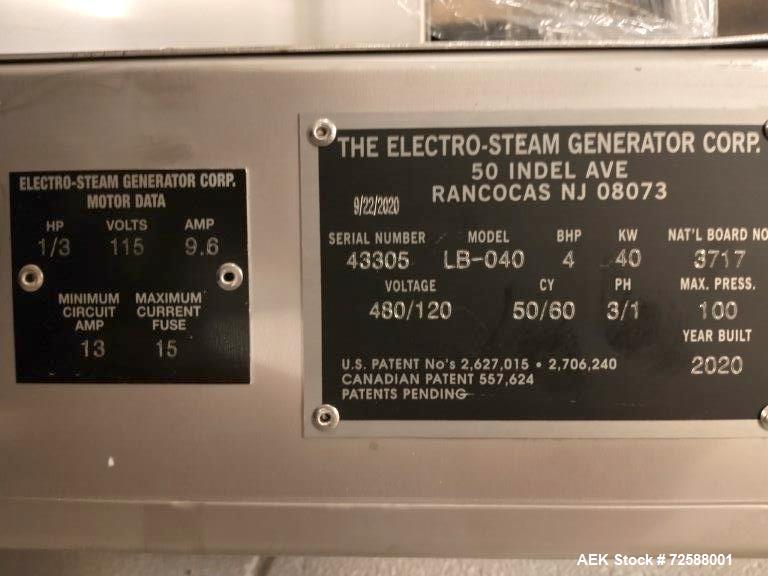 ELECTRO-STEAM GENERATOR CORP.
MOTOR DATA
HP VOLTS AMP
1/3 115 9.6
MINIMUM CIRCUIT AMP
MAXIMUM CURRENT FUSE
13 15
THE ELECTRO-STEAM GENERATOR CORP.
50 INDEL AVE
RANCOCAS NJ 08073
9/22/2020
SERIAL NUMBER MODEL BHP KW NAT'L BOARD NO
43305 LB-040 4 40 3717
VOLTAGE CY PH MAX. PRESS.
480/120 50/60 3/1 100
YEAR BUILT
2020
U.S. PATENT No's 2,627,015 • 2,706,240
CANADIAN PATENT 557,624
PATENTS PENDING
AEK Stock # 72588001